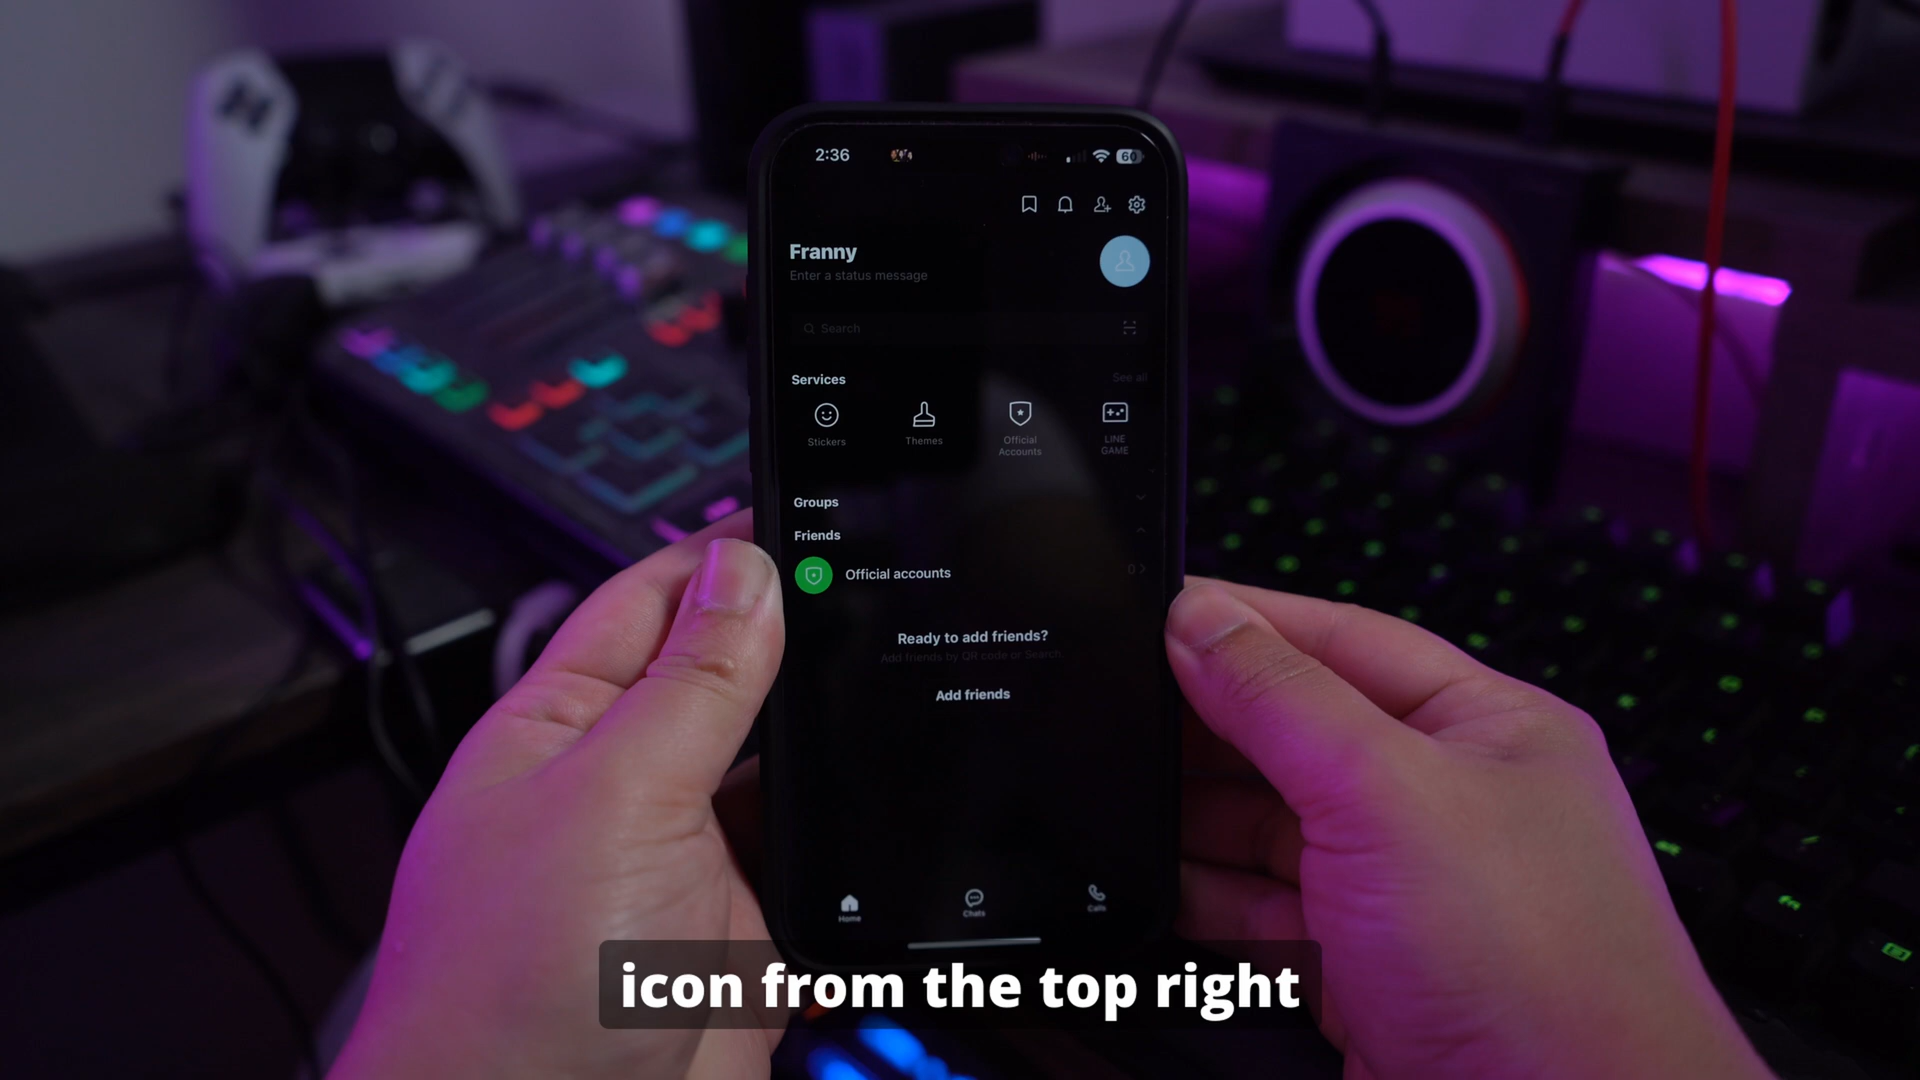 2:36
60
Franny
Enter a status message
Search
Services
See all
Stickers
Themes
Official
Accounts
LINE
GAME
Groups
Friends
Official accounts
0
Ready to add friends?
Add friends by QR code or Search.
Add friends
Home
Chats
Calls
icon from the top right